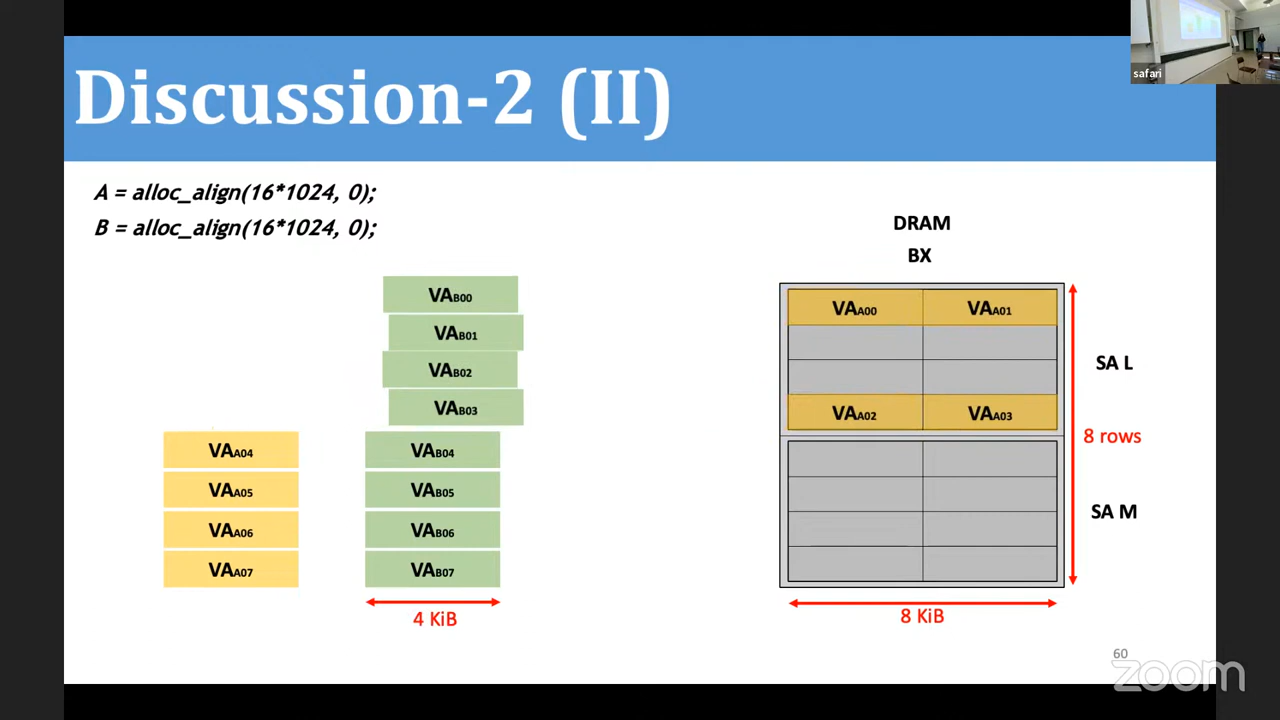 safari
Discussion-2 (II)
A = alloc_align(16*1024, 0);
B = alloc_align(16*1024, 0);
DRAM
BX
VAB00
VAB01
VAB02
VAB03
VAA04 VAB04
VAA05 VAB05
VAA06 VAB06
VAA07 VAB07
4 KiB
VAA00 VAA01
VAA02 VAA03
SA L
8 rows
SA M
8 KiB
60
zoom